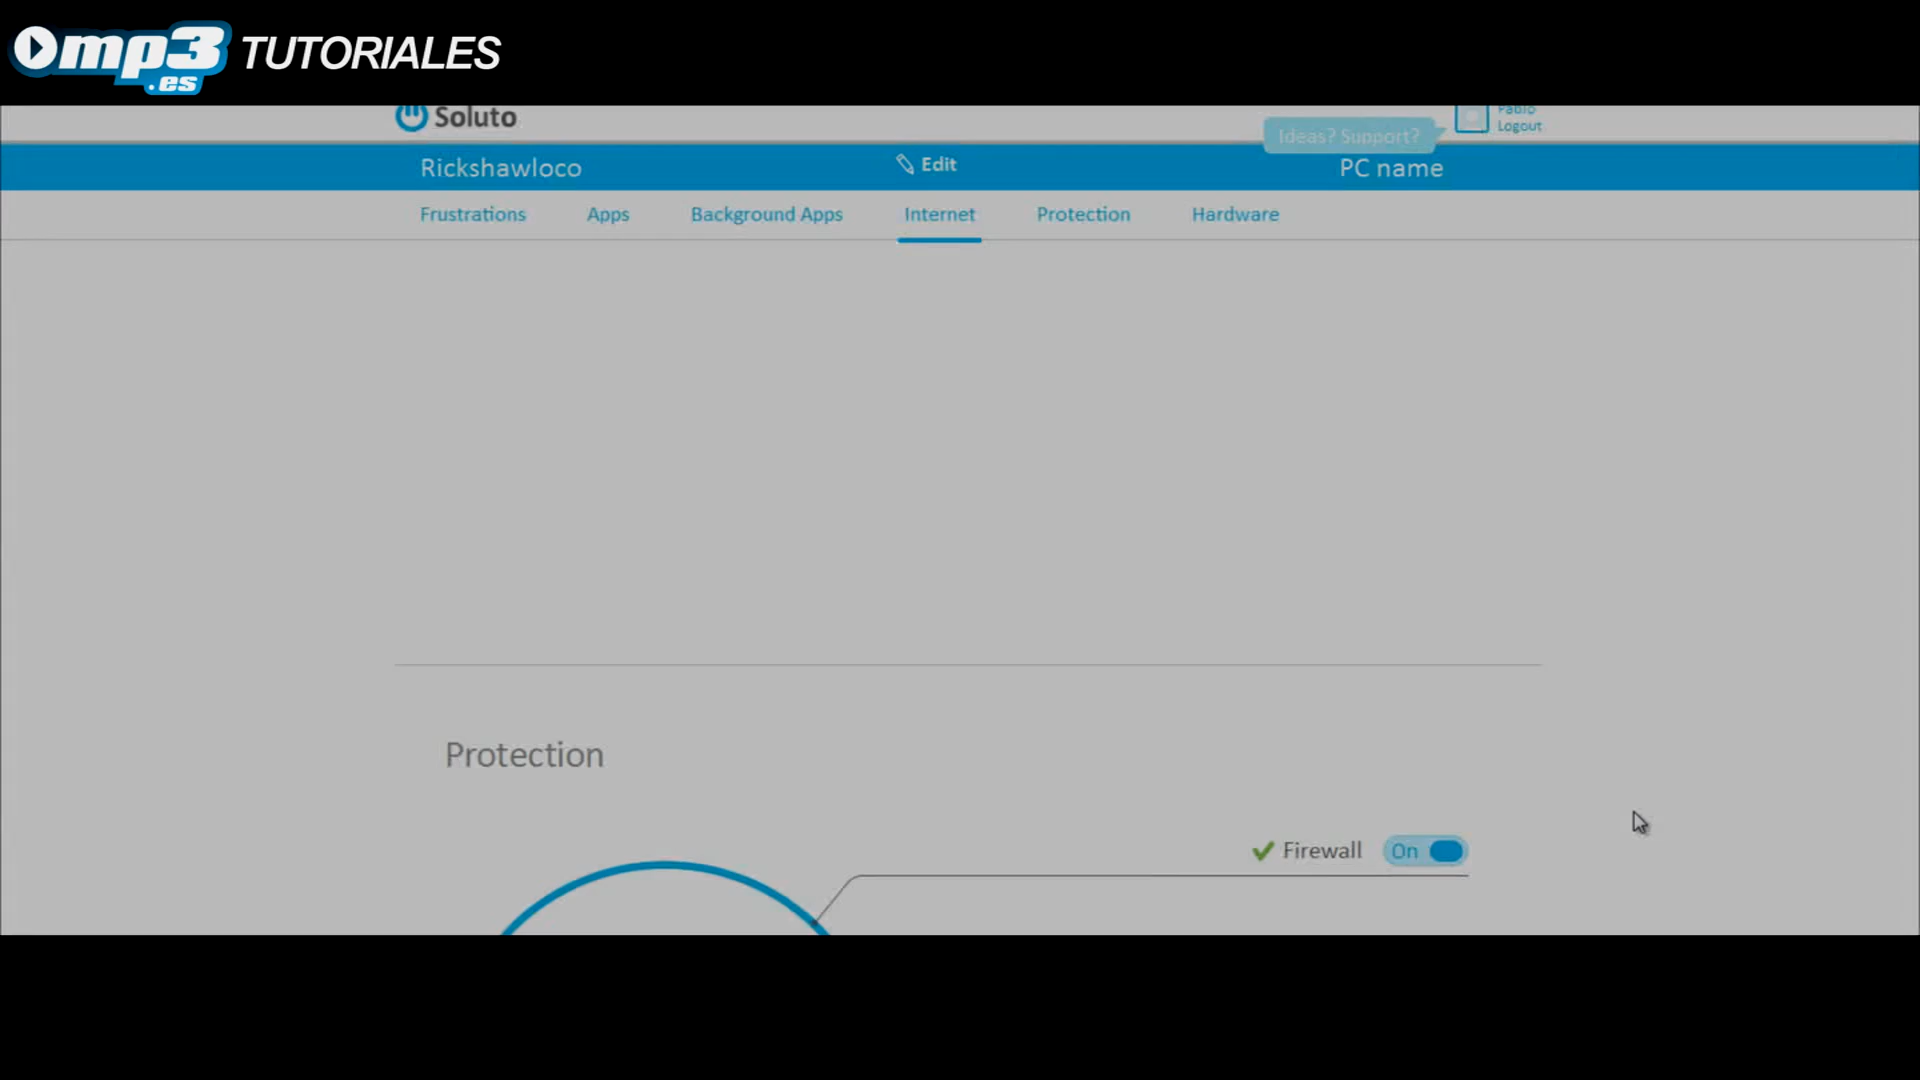 mp3 TUTORIALES
.es
Soluto
Pablo
Logout
Ideas? Support?
Rickshawloco
Edit
PC name
Frustrations Apps Background Apps Internet Protection Hardware
Protection
Firewall On